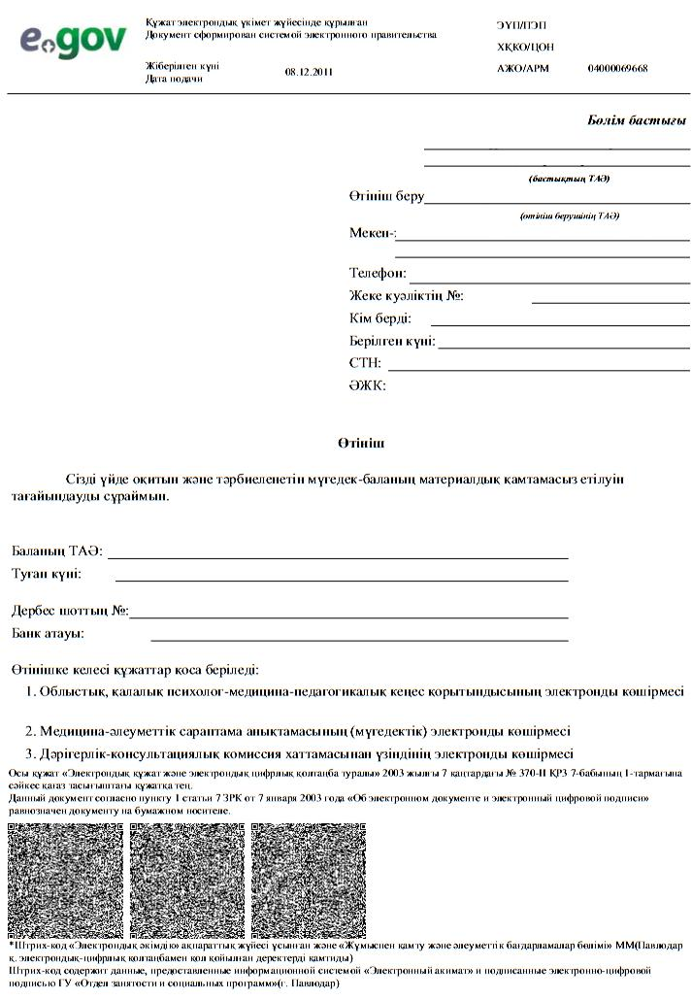 e.gov
Құжат электрондық үкімет жүйесінде құрылған
Документ сформирован системой электронного правительства
ЭҮП/ПЭП
ХҚКО/ЦОН
Жіберілген күні
Дата подачи
08.12.2011
АЖО/АРМ 04000069668
Бөлім бастығы
(бастықтың ТАӘ)
Өтініш беру
(өтініш берушінің ТАӘ)
Мекен-:
Телефон:
Жеке куәліктің №:
Кім берді:
Берілген күні:
СТН:
ӘЖК:
Өтініш
Сізді үйде оқитын және тәрбиеленетін мүгедек-баланың материалдық қамтамасыз етілуін
тағайындауды сұраймын.
Баланың ТАӘ:
Туған күні:
Дербес шоттың №:
Банк атауы:
Өтінішке келесі құжаттар қоса беріледі:
1. Облыстық, қалалық психолог-медицина-педагогикалық кеңес қорытындысының электронды көшірмесі
2. Медицина-әлеуметтік сараптама анықтамасының (мүгедектік) электронды көшірмесі
3. Дәрігерлік-консультациялық комиссия хаттамасынан үзіндінің электронды көшірмесі
Осы құжат «Электрондық құжат және электрондық цифрлық қолтаңба туралы» 2003 жылғы 7 қаңтардағы № 370-II ҚРЗ 7-бабының 1-тармағына
сәйкес қағаз тасығыштағы құжатқа тең.
Данный документ согласно пункту 1 статьи 7 ЗРК от 7 января 2003 года «Об электронном документе и электронный цифровой подписи»
равнозначен документу на бумажном носителе.
*Штрих-код «Электрондық әкімдік» ақпараттық жүйесі ұсынған және «Жұмыспен қамту және әлеуметтік бағдарламалар бөлімі» ММ(Павлодар
қ. электрондық-цифрлық қолтаңбамен қол қойылған деректерді қамтиды)
Штрих-код содержит данные, предоставленные информационной системой «Электронный акимат» и подписанные электронно-цифровой
подписью ГУ «Отдел занятости и социальных программ»(г. Павлодар)